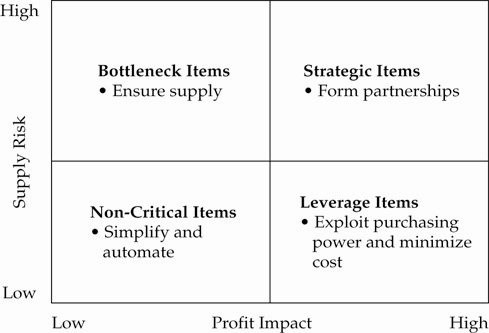 High
Bottleneck Items
• Ensure supply
Strategic Items
• Form partnerships
Supply Risk
Non-Critical Items
• Simplify and
automate
Leverage Items
• Exploit purchasing
power and minimize
cost
Low
Low
Profit Impact
High